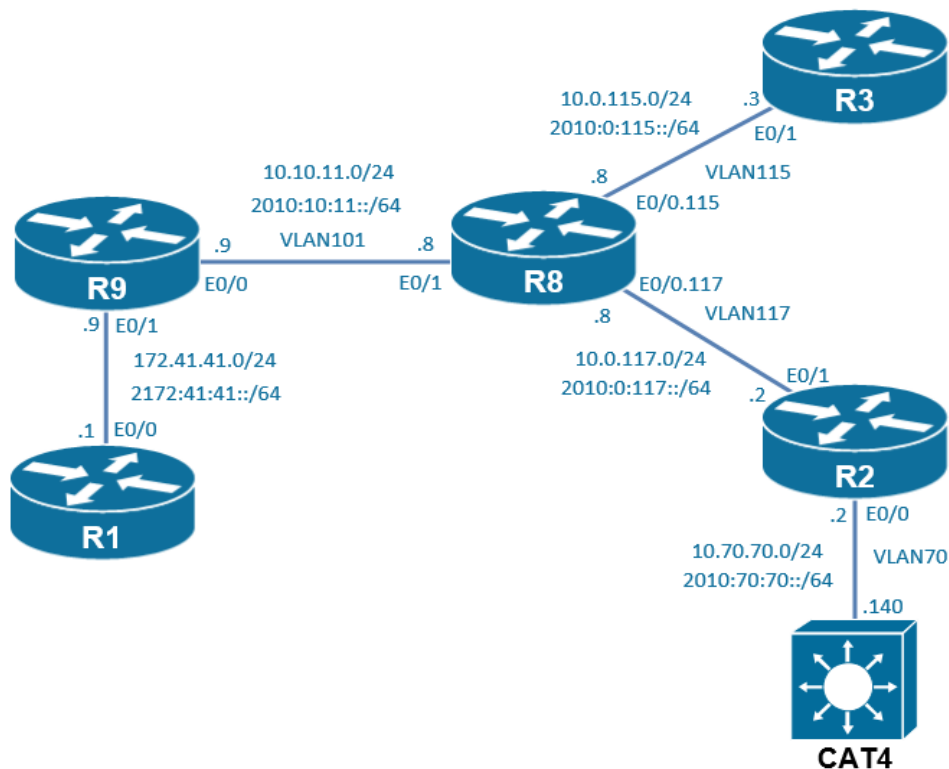 R3
10.0.115.0/24
.3
2010:0:115::/64
E0/1
10.10.11.0/24
.8
VLAN115
2010:10:11::/64
E0/0.115
.9
VLAN101
.8
R9
E0/0
E0/1
R8
E0/0.117
.9
E0/1
.8
VLAN117
172.41.41.0/24
10.0.117.0/24
2172:41:41::/64
2010:0:117::/64
E0/1
.2
.1
E0/0
R2
R1
.2
E0/0
10.70.70.0/24
VLAN70
2010:70:70::/64
.140
CAT4